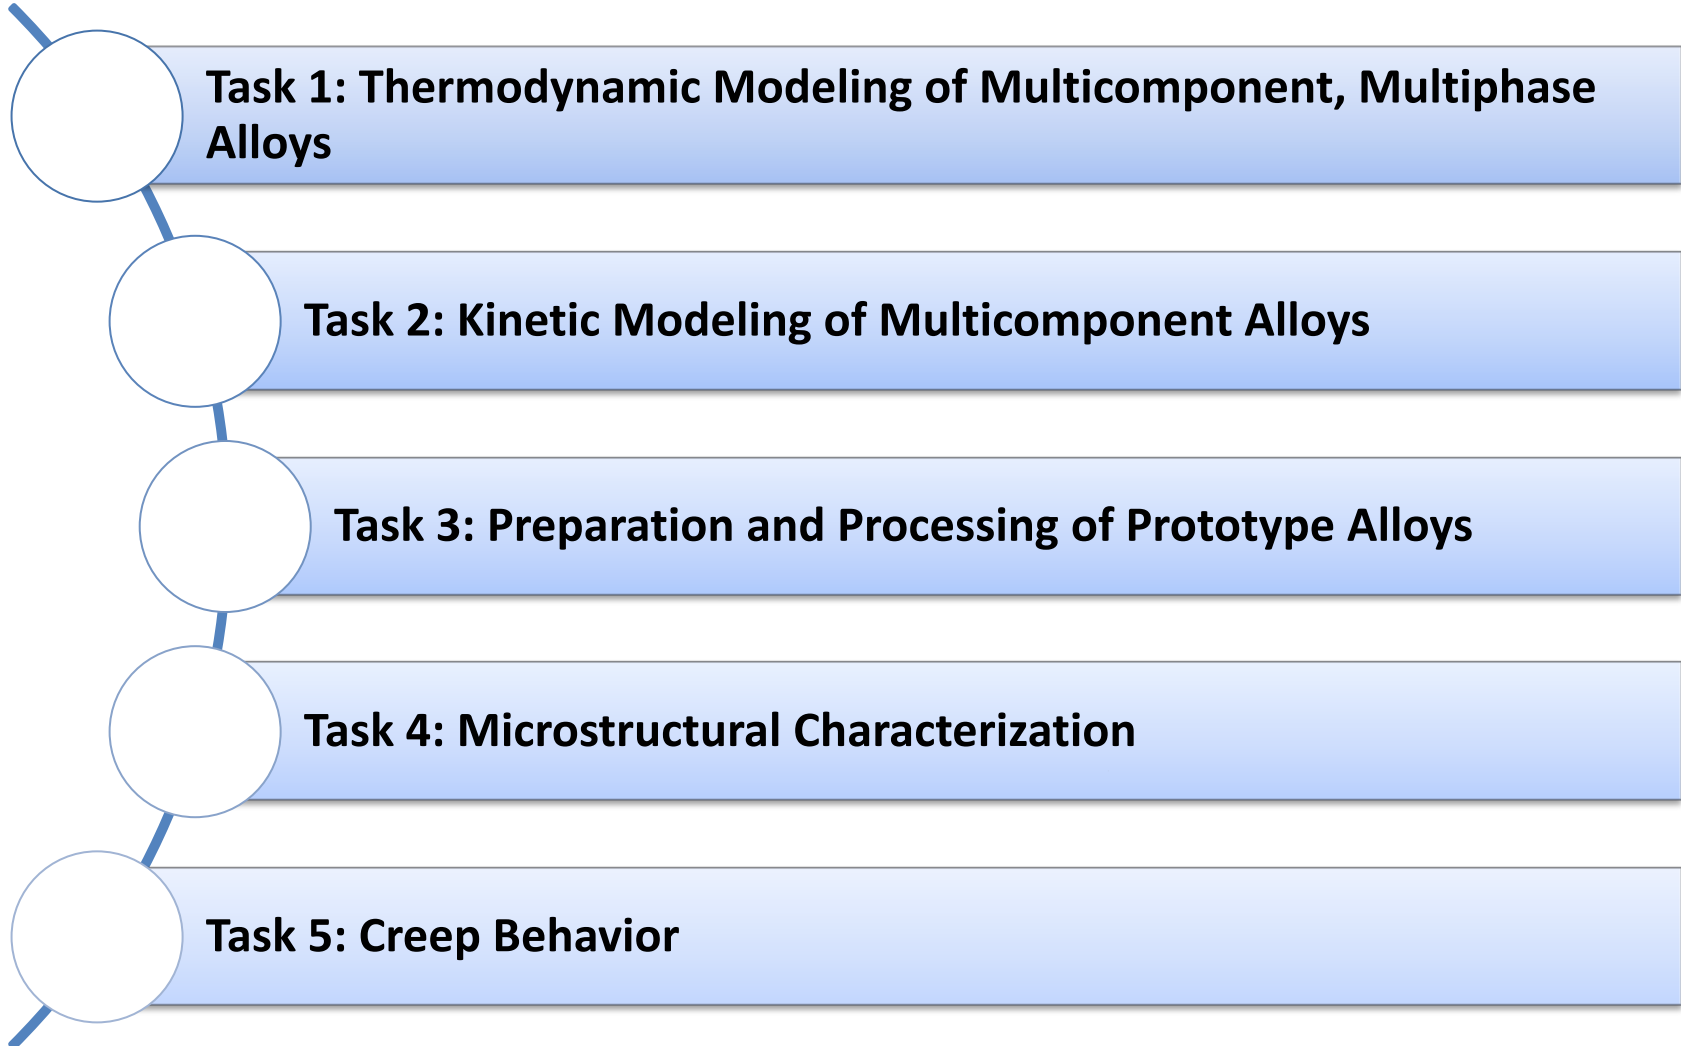 Task 1: Thermodynamic Modeling of Multicomponent, Multiphase
Alloys
Task 2: Kinetic Modeling of Multicomponent Alloys
Task 3: Preparation and Processing of Prototype Alloys
Task 4: Microstructural Characterization
Task 5: Creep Behavior